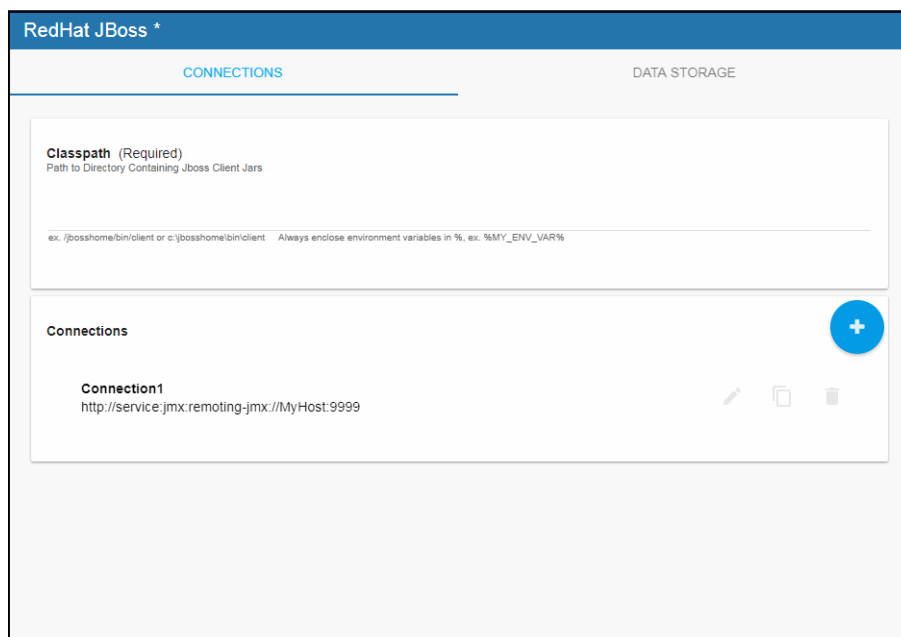 RedHat JBoss *
CONNECTIONS
DATA STORAGE
Classpath (Required)
Path to Directory Containing Jboss Client Jars
ex. /jbosshome/bin/client or c:\jbosshome\bin\client Always enclose environment variables in %, ex. %MY_ENV_VAR%
Connections
Connection1
http://service:jmx:remoting-jmx://MyHost:9999